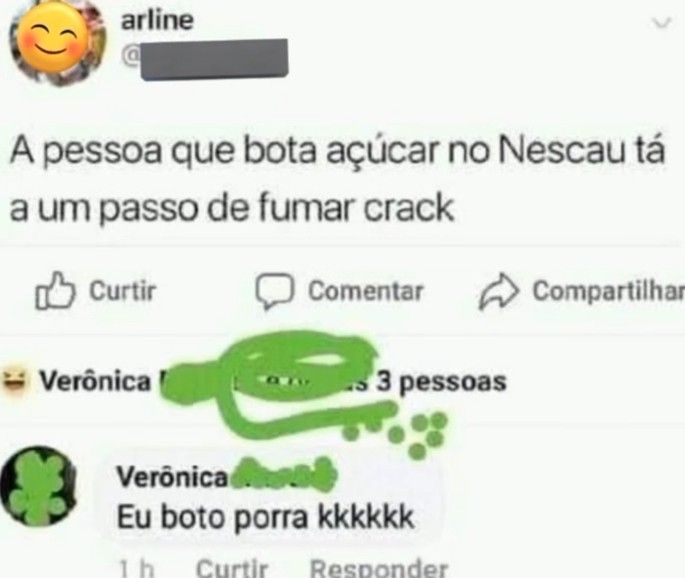 arline
@
A pessoa que bota açúcar no Nescau tá
a um passo de fumar crack
Curtir Comentar Compartilhar
Verônica 3 pessoas
Verônica
Eu boto porra kkkkkk
1 h Curtir Responder